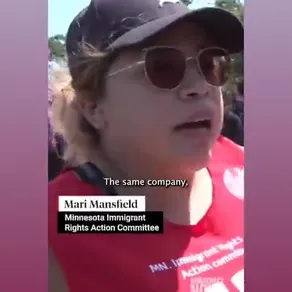 The same company,
Mari Mansfield
Minnesota Immigrant
Rights Action Committee
MN. Immigrant Rights
Action committee